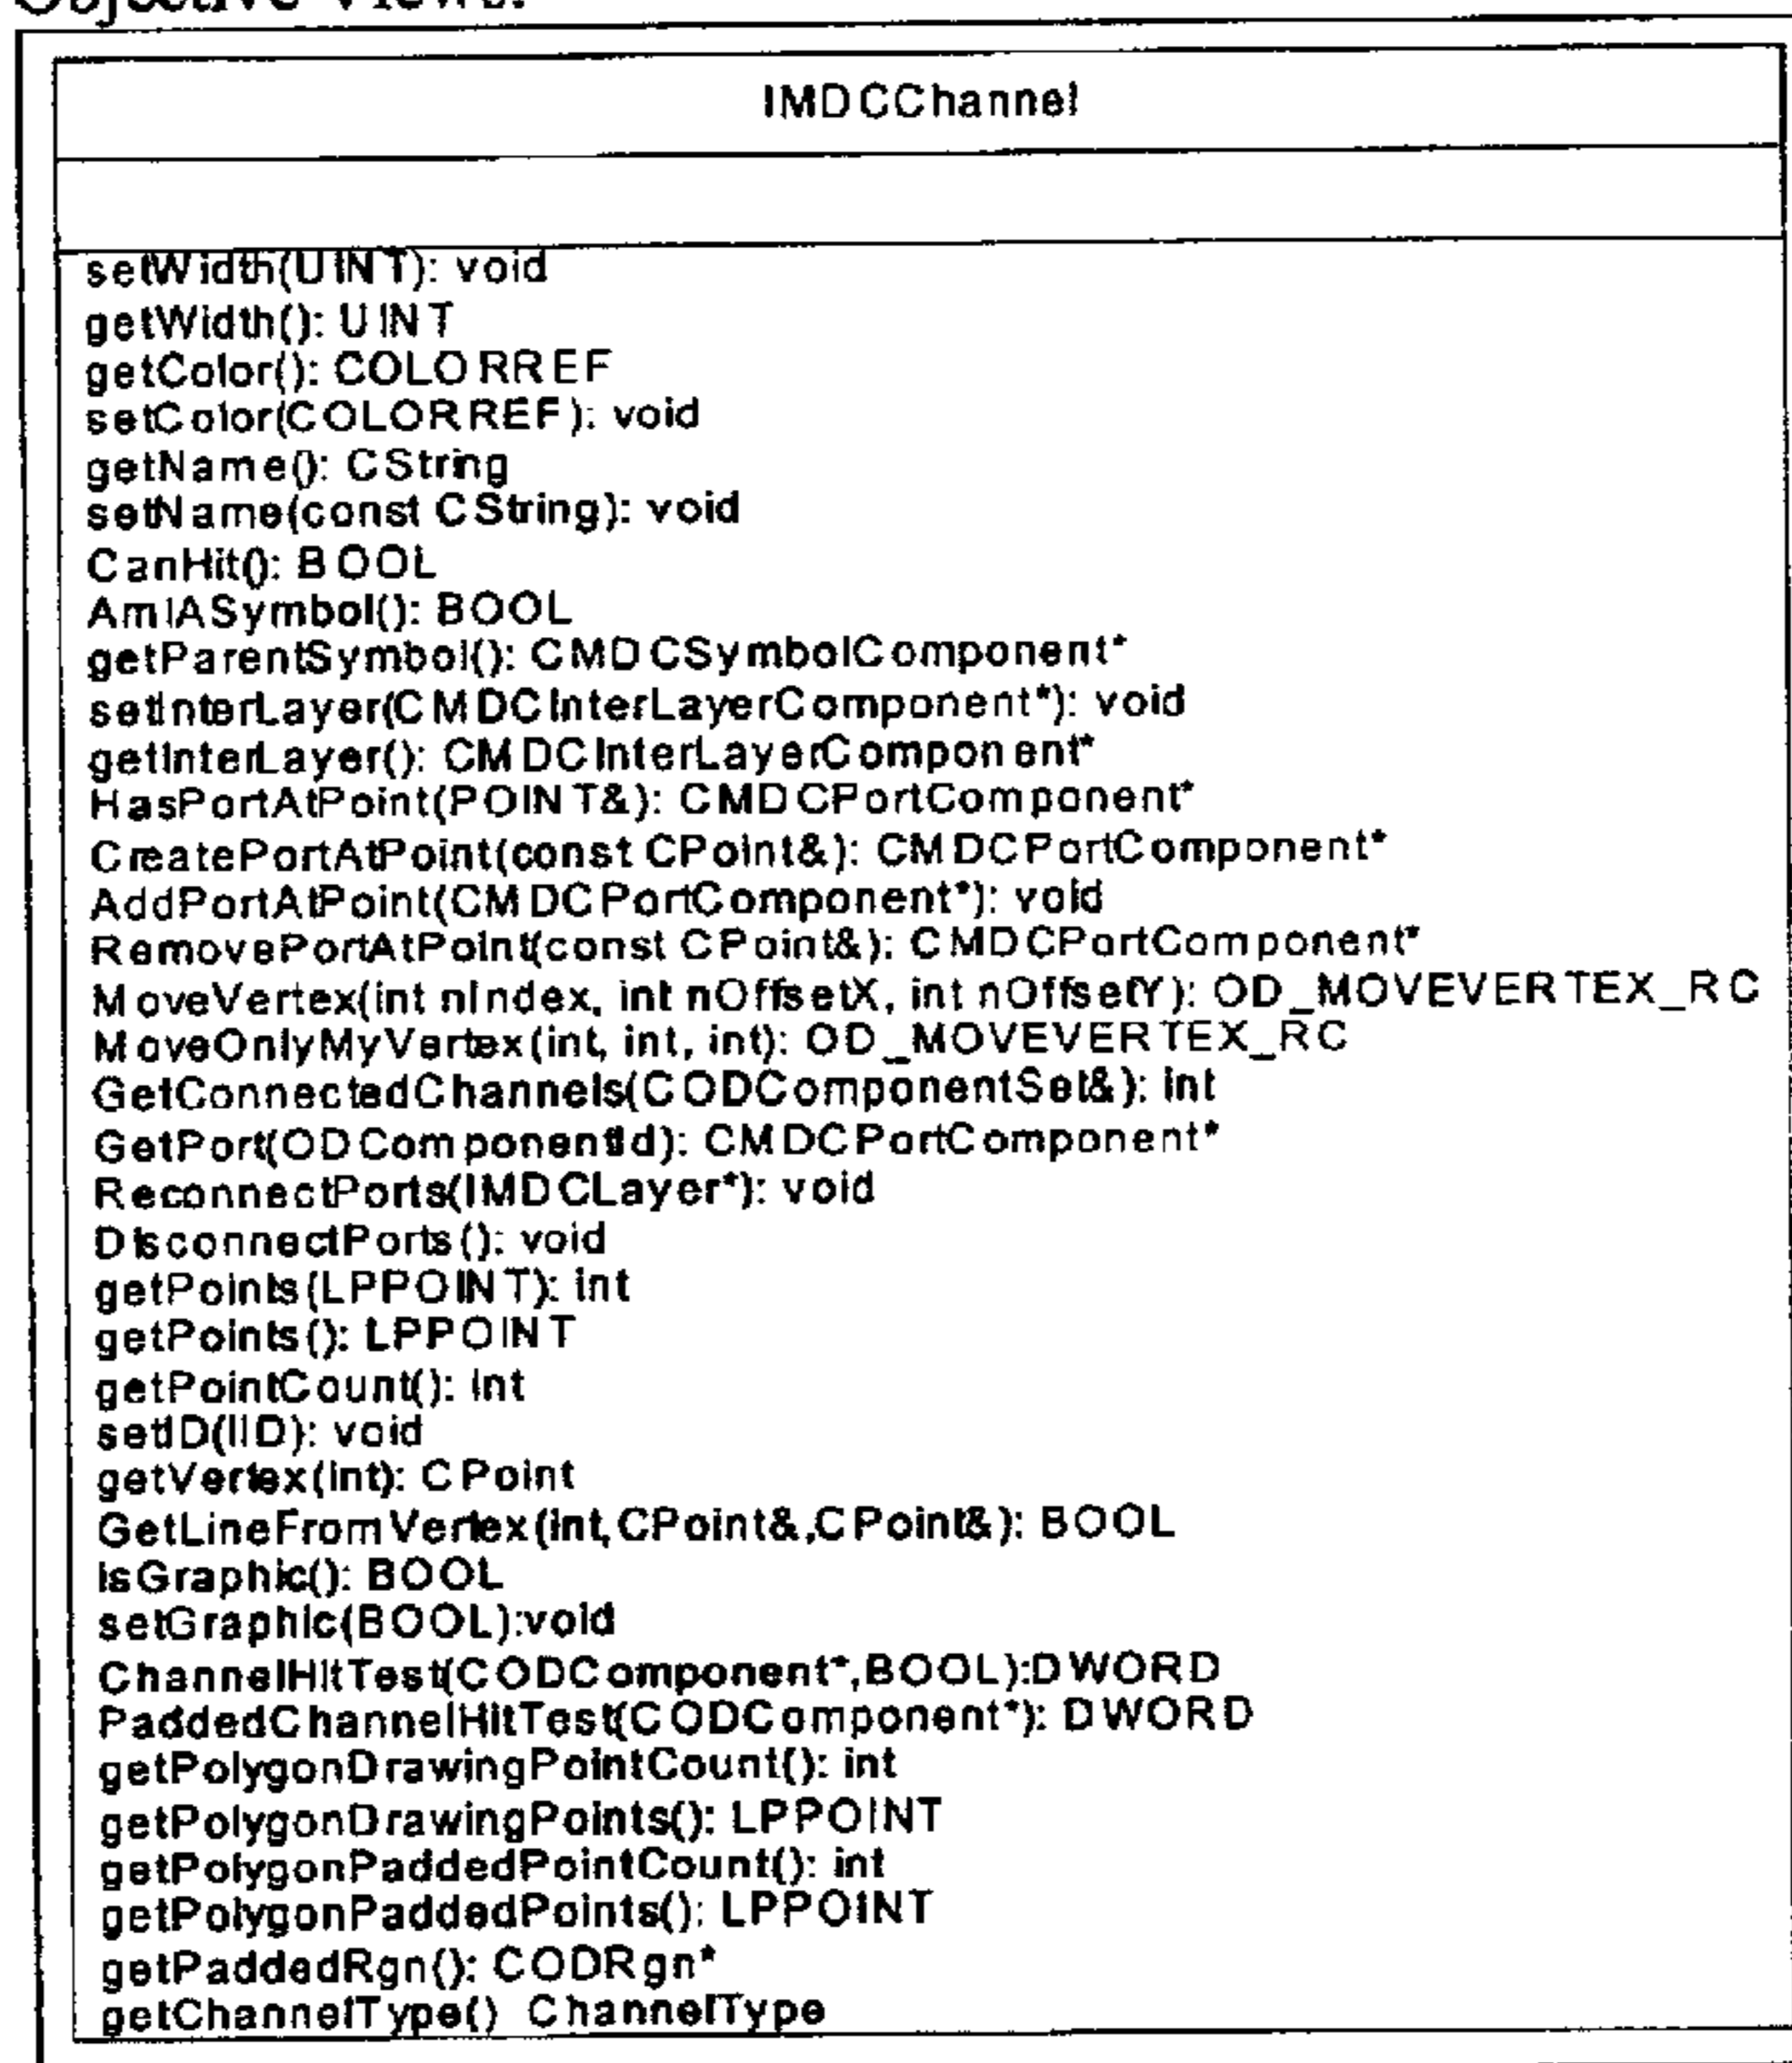 Objective Views.
IMDCChannel
setWidth(UINT): void
getWidth(): UINT
getColor(): COLORREF
setColor(COLORREF): void
getName(): CString
setName(const CString): void
CanHit(): BOOL
AmIASymbol(): BOOL
getParentSymbol(): CMDCSymbolComponent*
setInterLayer(CMDCInterLayerComponent*): void
getInterLayer(): CMDCInterLayerComponent*
HasPortAtPoint(POINT&): CMDCPortComponent*
CreatePortAtPoint(const CPoint&): CMDCPortComponent*
AddPortAtPoint(CMDCPortComponent*): void
RemovePortAtPoint(const CPoint&): CMDCPortComponent*
MoveVertex(int nIndex, int nOffsetX, int nOffsetY): OD_MOVEVERTEX_RC
MoveOnlyMyVertex(int, int, int): OD_MOVEVERTEX_RC
GetConnectedChannels(CODComponentSet&): int
GetPort(ODComponentId): CMDCPortComponent*
ReconnectPorts(IMDCLayer*): void
DisconnectPorts(): void
getPoints(LPPOINT): int
getPoints(): LPPOINT
getPointCount(): int
setID(IID): void
getVertex(int): CPoint
GetLineFromVertex(int,CPoint&,CPoint&): BOOL
IsGraphic(): BOOL
setGraphic(BOOL):void
ChannelHitTest(CODComponent*,BOOL):DWORD
PaddedChannelHitTest(CODComponent*): DWORD
getPolygonDrawingPointCount(): int
getPolygonDrawingPoints(): LPPOINT
getPolygonPaddedPointCount(): int
getPolygonPaddedPoints(): LPPOINT
getPaddedRgn(): CODRgn*
getChannelType() ChannelType